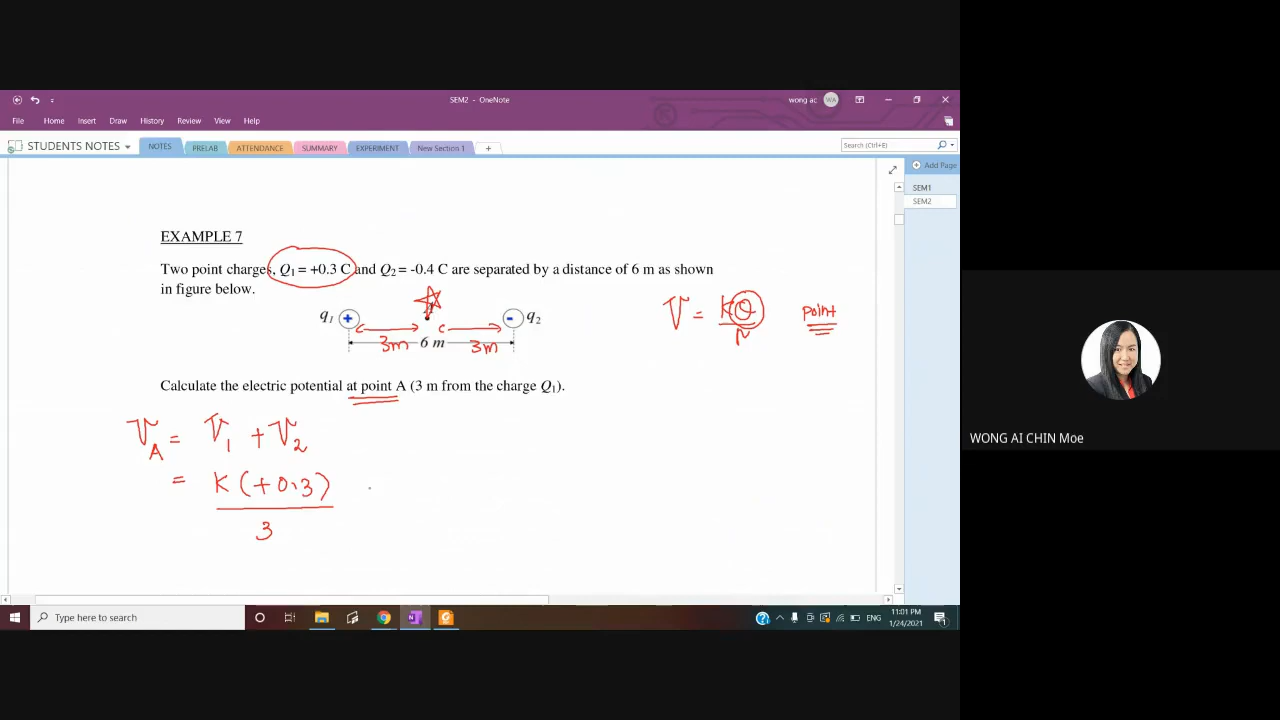 SEM2 - OneNote
wong ac WA
File Home Insert Draw History Review View Help
STUDENTS NOTES NOTES PRELAB ATTENDANCE SUMMARY EXPERIMENT New Section 1 +
Search (Ctrl+E)
Add Page
SEM1
SEM2
EXAMPLE 7
Two point charges, Q1 = +0.3 C and Q2 = -0.4 C are separated by a distance of 6 m as shown
in figure below.
V = KQ/r point
q1 + - q2
3m 6 m 3m
Calculate the electric potential at point A (3 m from the charge Q1).
VA = V1 + V2
= K(+0.3)
3
WONG AI CHIN Moe
Type here to search
ENG
11:01 PM
1/24/2021